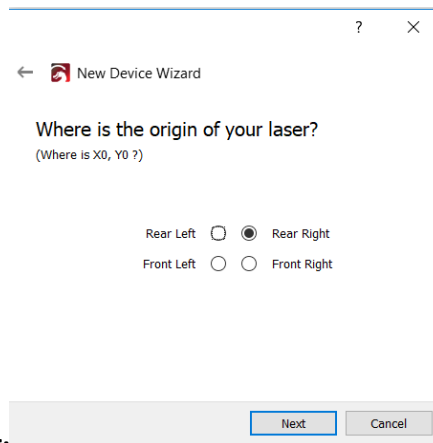 ?
New Device Wizard
Where is the origin of your laser?
(Where is X0, Y0 ?)
Rear Left Rear Right
Front Left Front Right
Next Cancel